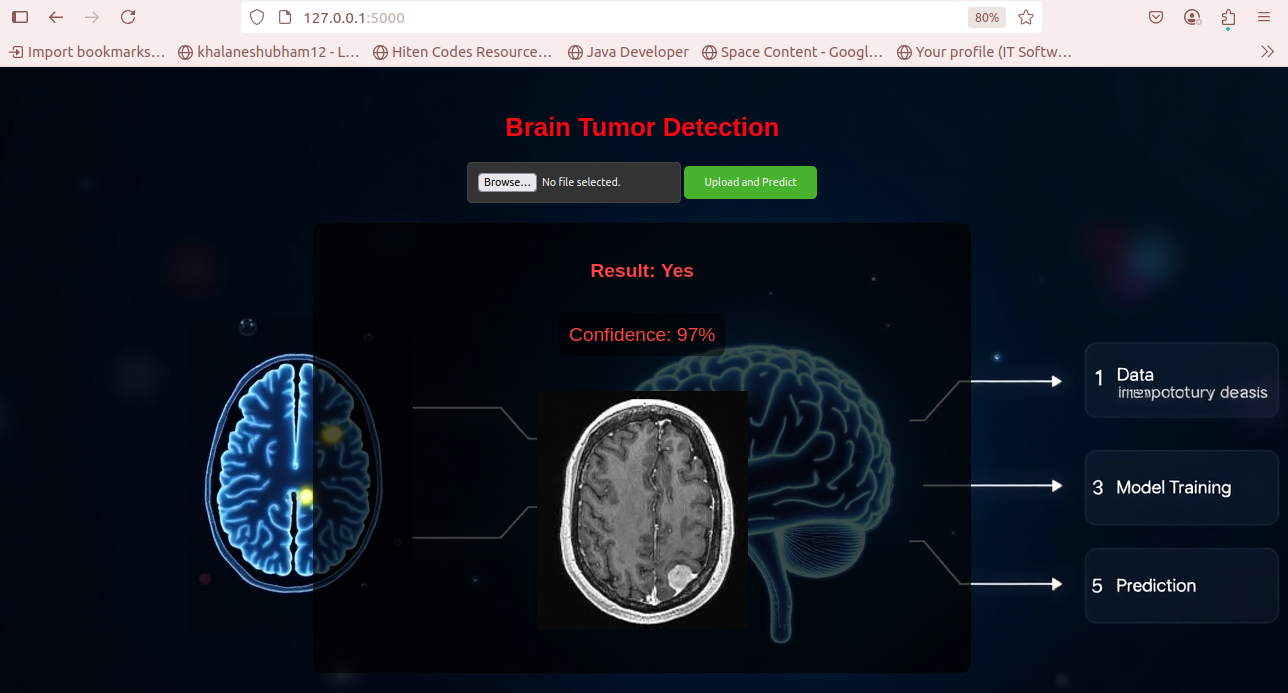 127.0.0.1:5000
80%
Import bookmarks...
khalaneshubham12 - L...
Hiten Codes Resource...
Java Developer
Space Content - Googl...
Your profile (IT Softw...
Brain Tumor Detection
Browse... No file selected.
Upload and Predict
Result: Yes
Confidence: 97%
1 Data
deasis
3 Model Training
5 Prediction